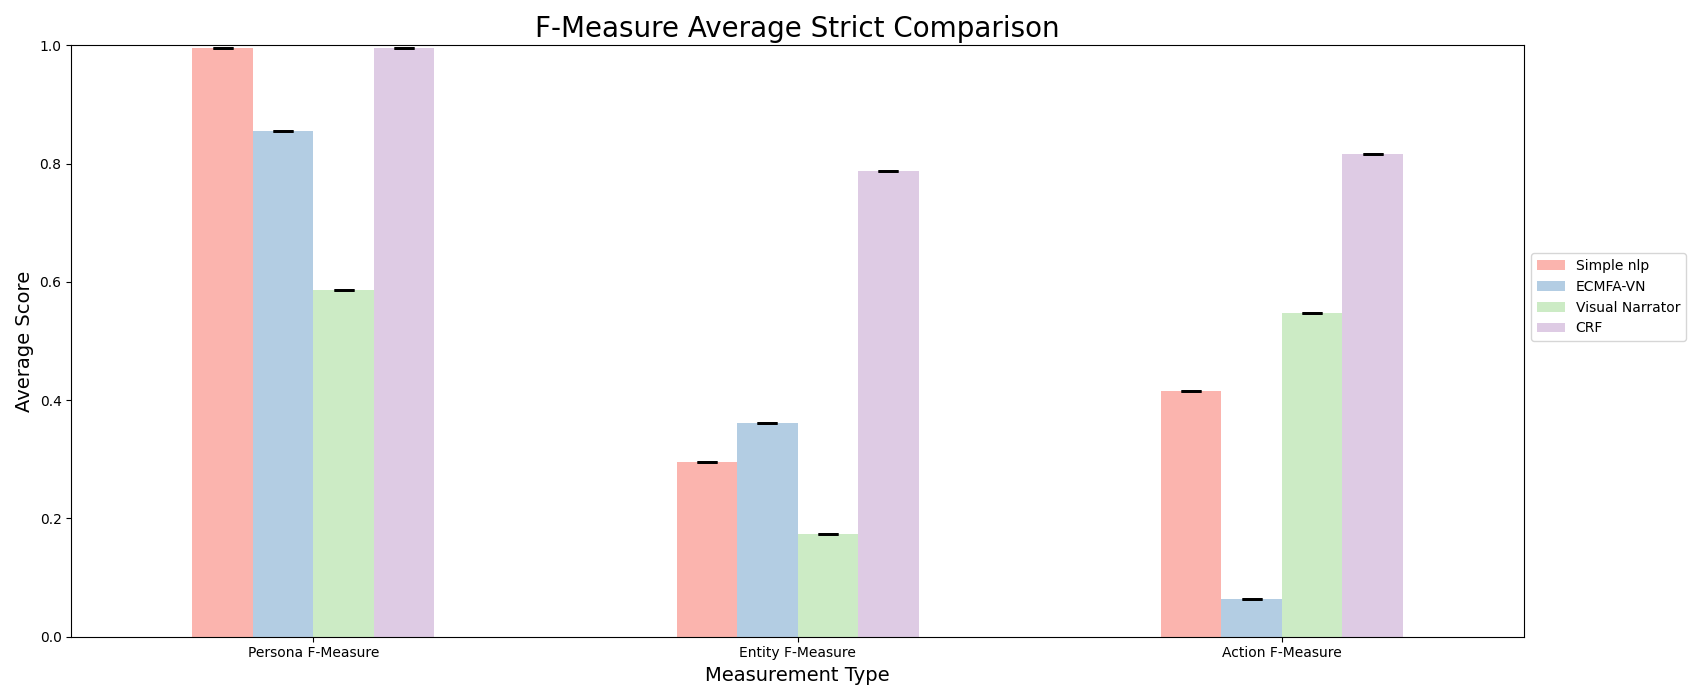 F-Measure Average Strict Comparison
Average Score
1.0
0.8
0.6
0.4
0.2
0.0
Persona F-Measure
Entity F-Measure
Action F-Measure
Measurement Type
Simple nlp
ECMFA-VN
Visual Narrator
CRF